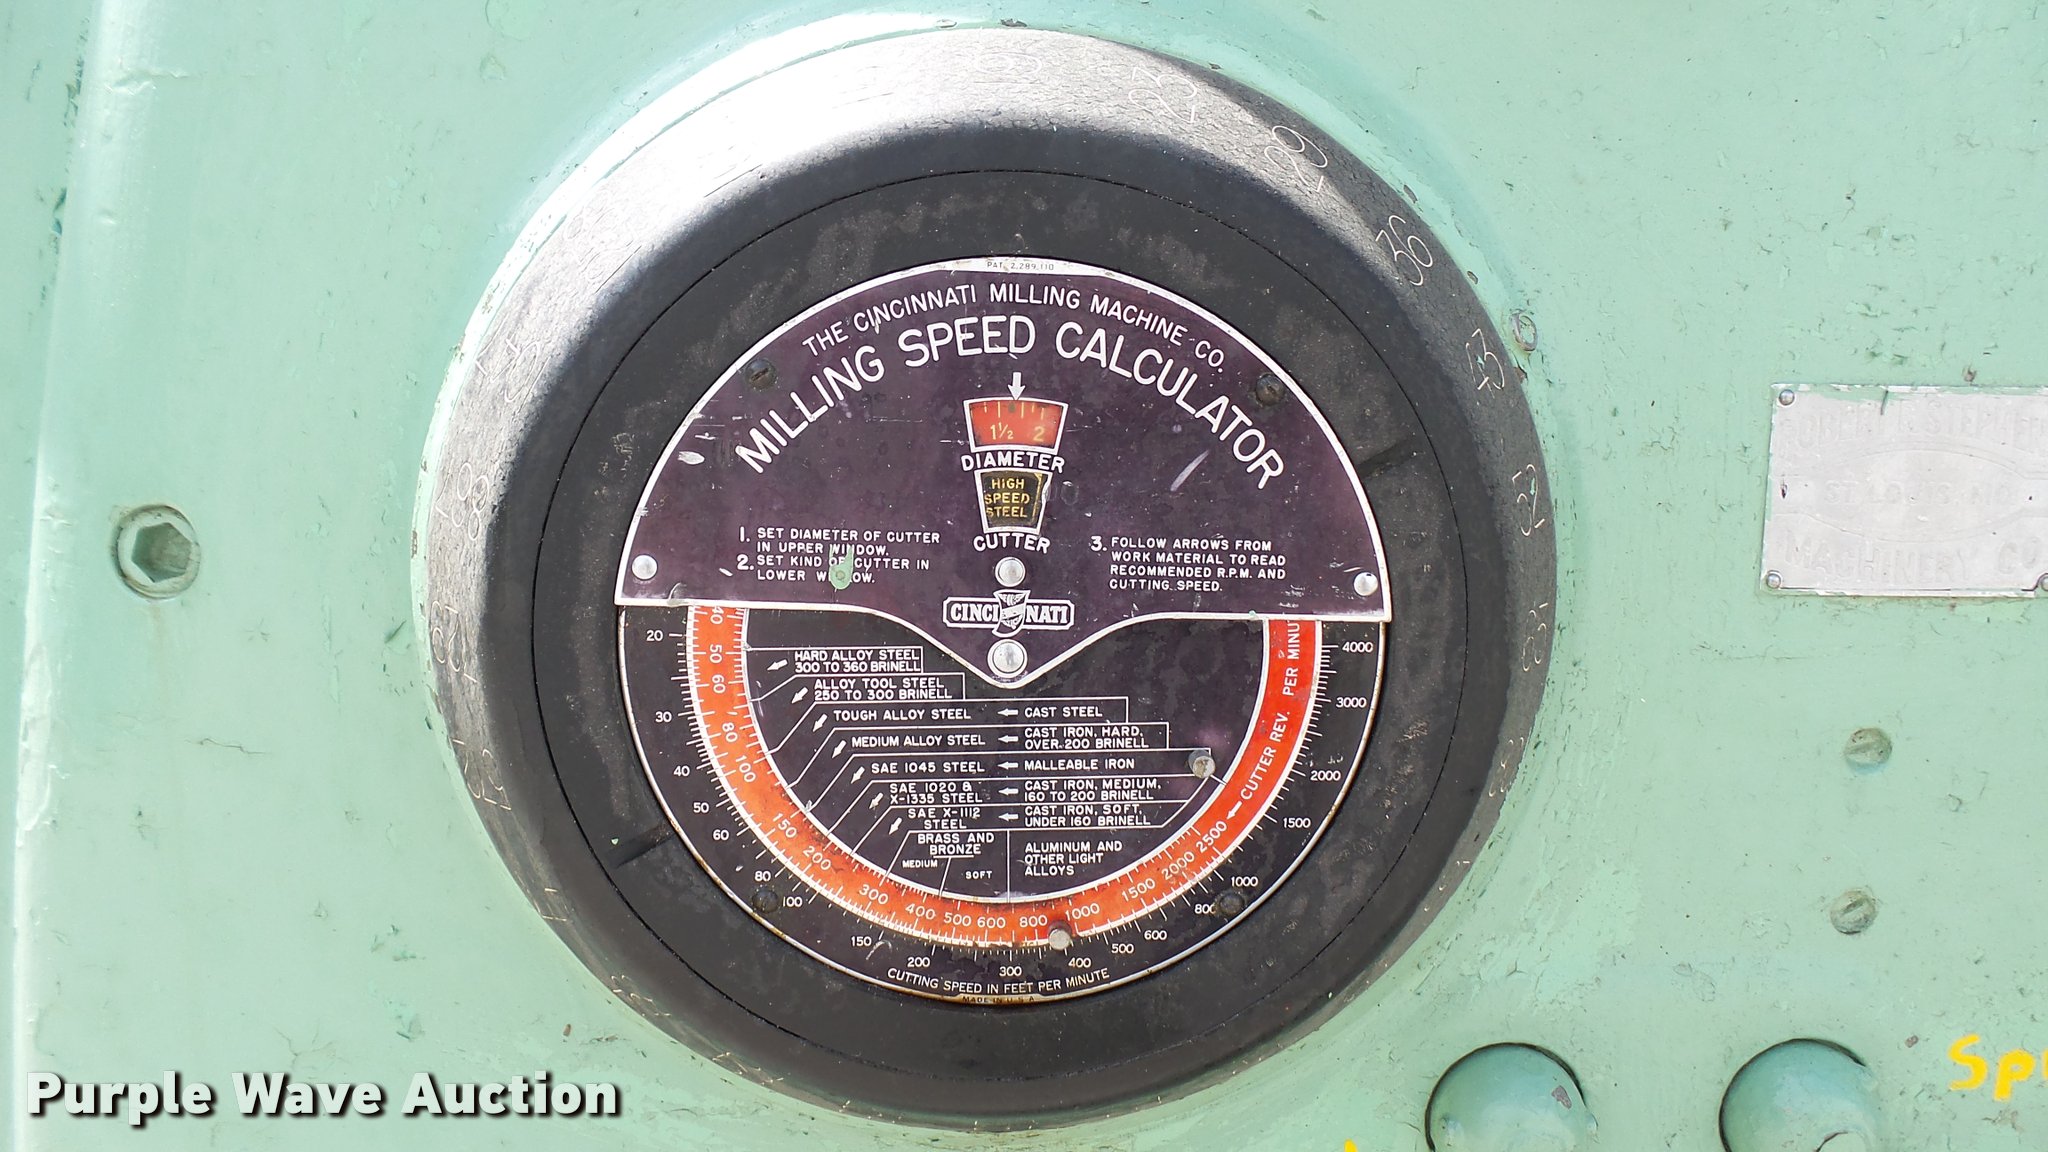 23
29
36
53
PAT. 2,289,110
THE CINCINNATI MILLING MACHINE CO.
MILLING SPEED CALCULATOR
1½ 2
DIAMETER
HIGH
SPEED
STEEL
CUTTER
1. SET DIAMETER OF CUTTER
IN UPPER WINDOW.
2. SET KIND OF CUTTER IN
LOWER WINDOW.
3. FOLLOW ARROWS FROM
WORK MATERIAL TO READ
RECOMMENDED R.P.M. AND
CUTTING SPEED.
CINCINNATI
HARD ALLOY STEEL
300 TO 360 BRINELL
ALLOY TOOL STEEL
250 TO 300 BRINELL
TOUGH ALLOY STEEL
CAST STEEL
MEDIUM ALLOY STEEL
CAST IRON, HARD,
OVER 200 BRINELL
SAE 1045 STEEL
MALLEABLE IRON
SAE 1020 &
X-1335 STEEL
CAST IRON, MEDIUM,
160 TO 200 BRINELL
SAE X-1112
STEEL
CAST IRON, SOFT,
UNDER 160 BRINELL
BRASS AND
BRONZE
MEDIUM
SOFT
ALUMINUM AND
OTHER LIGHT
ALLOYS
40 50 60 80 100 150 200 300 400 500 600 800 1000 1500 2000 2500
CUTTER REV. PER MINU
20 30 40 50 60 80 100 150 200 300 400 500 600 800 1000 1500 2000 3000 4000
CUTTING SPEED IN FEET PER MINUTE
MADE IN U.S.A.
MACHINERY CO
Sp
Purple Wave Auction